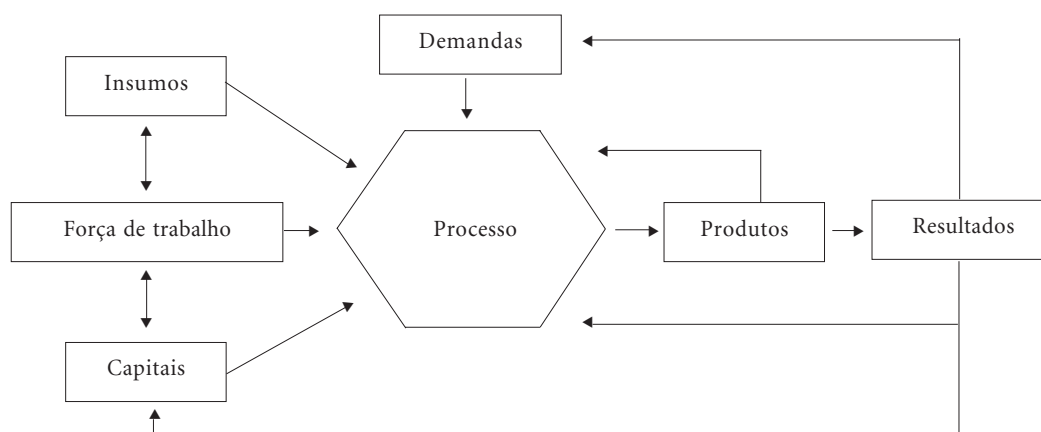 Demandas
Insumos
Força de trabalho
Processo
Produtos
Resultados
Capitais